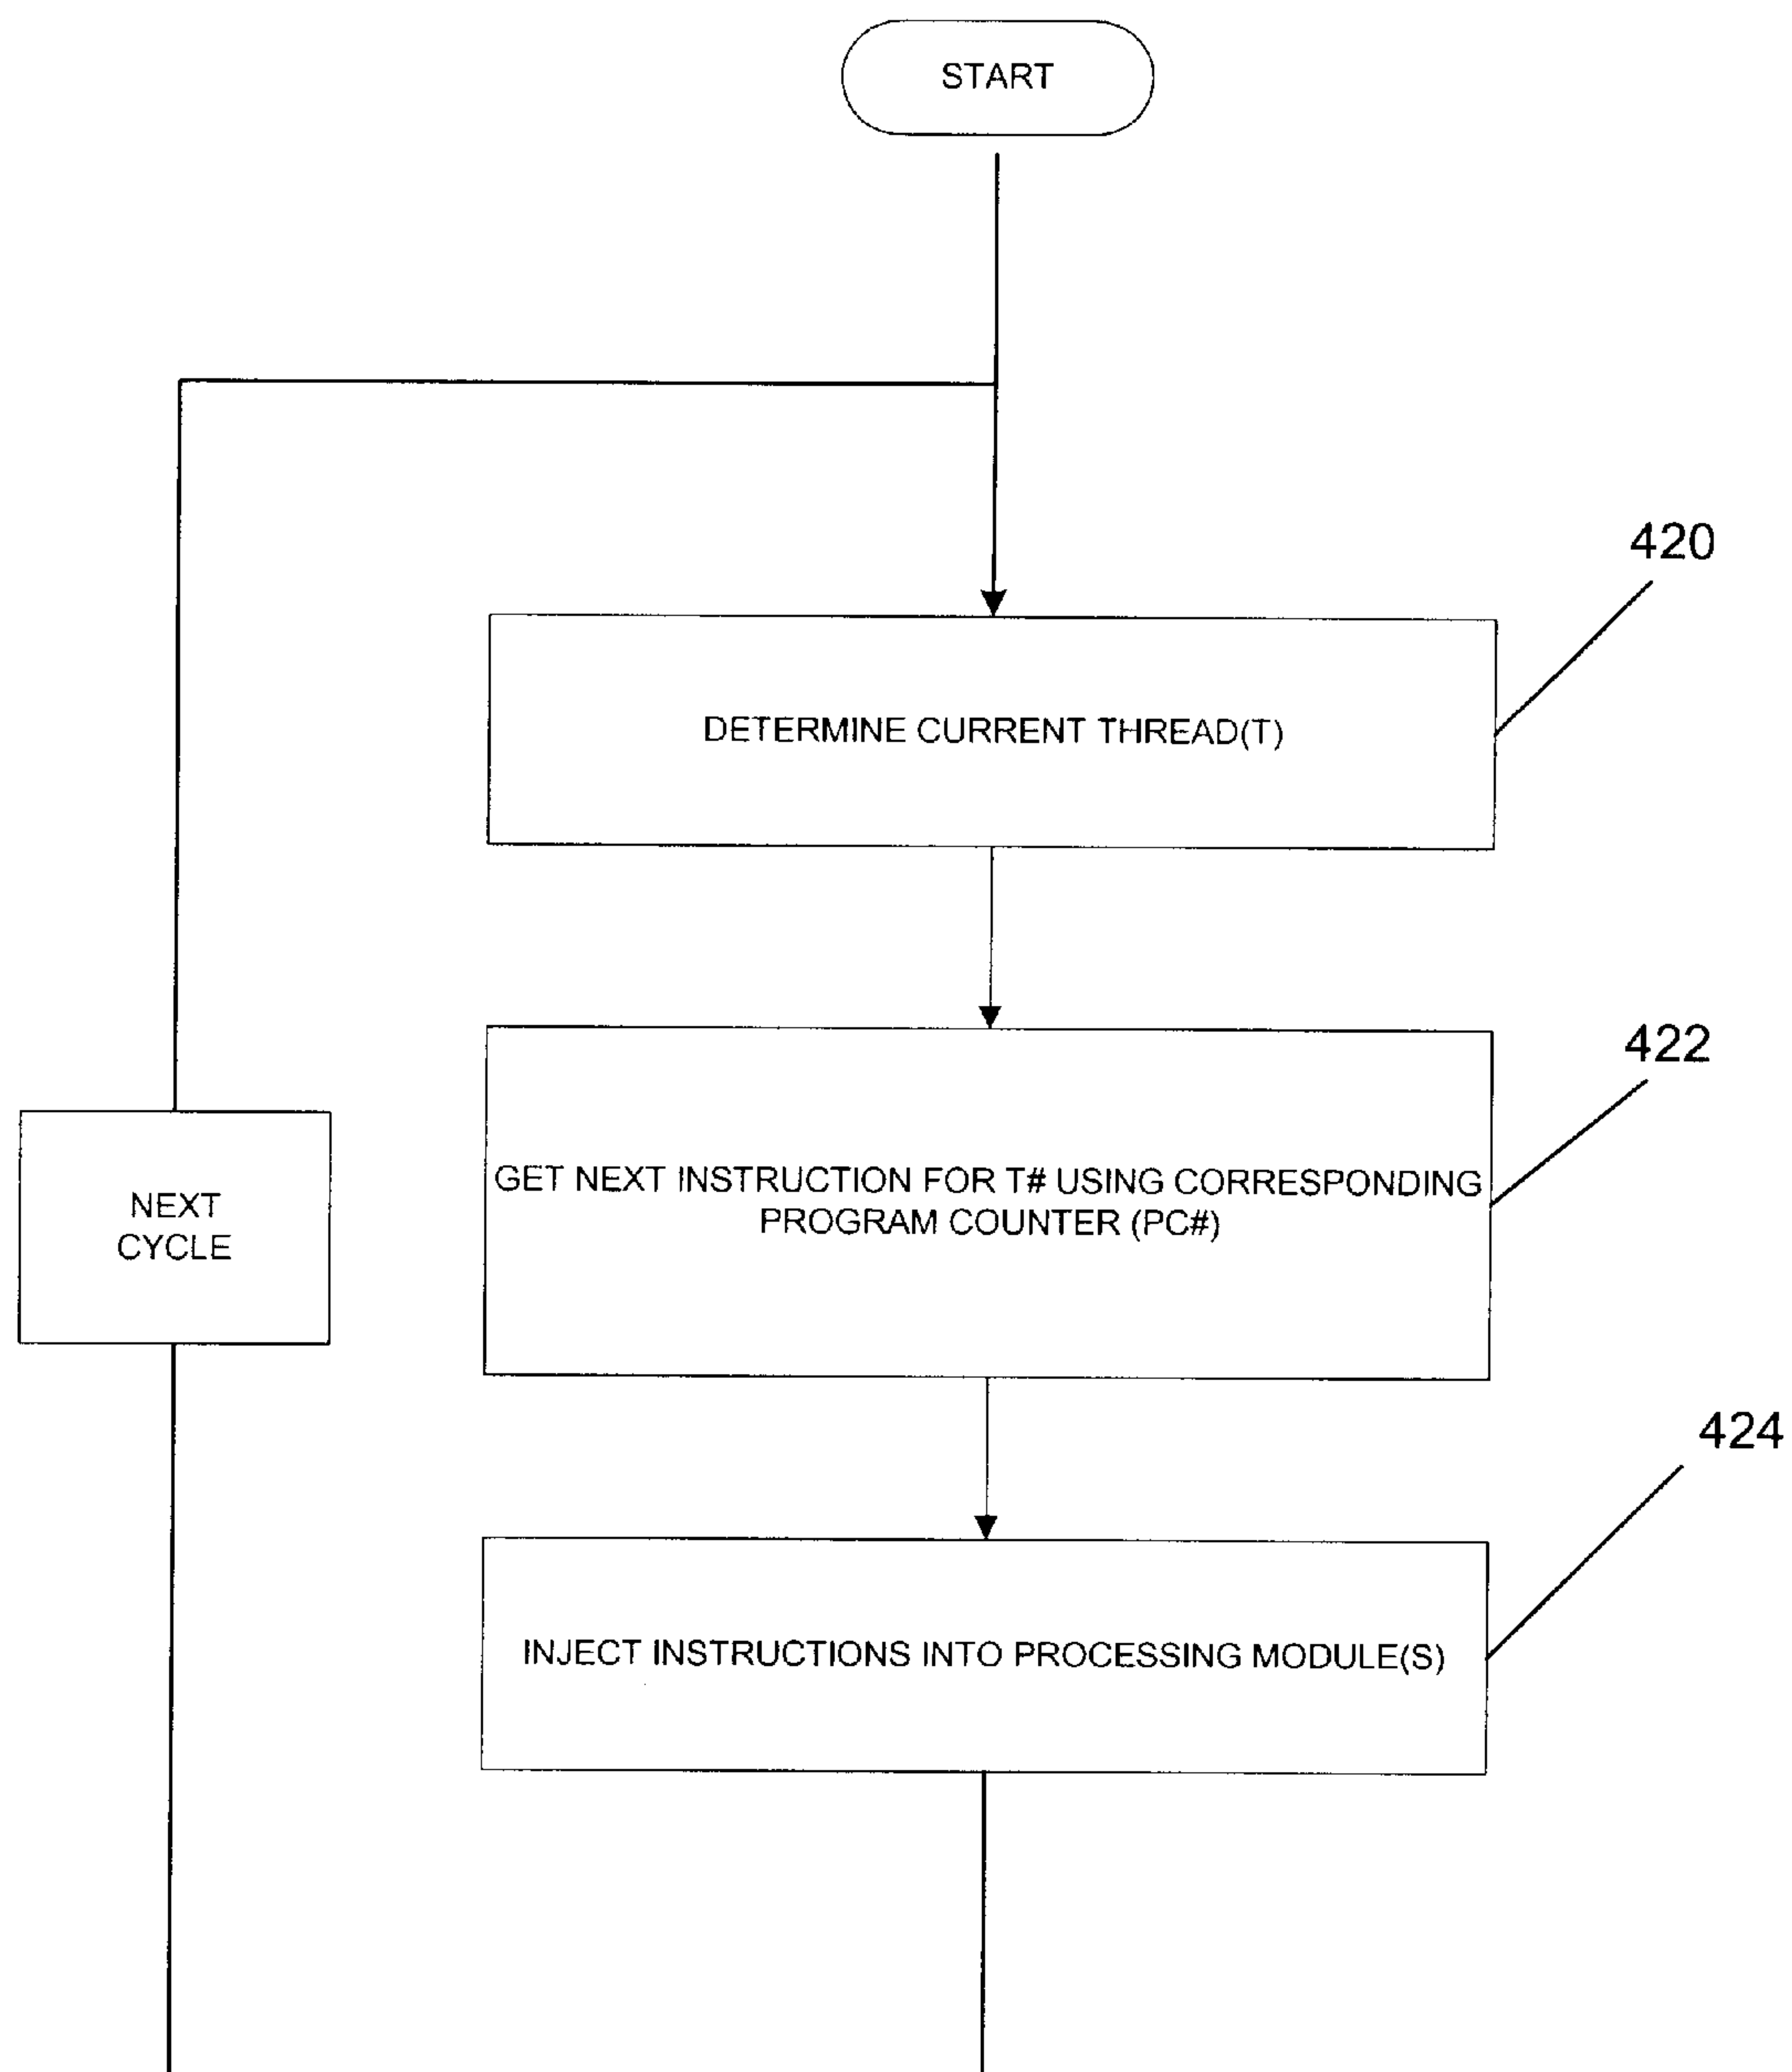 START
420
DETERMINE CURRENT THREAD(T)
422
GET NEXT INSTRUCTION FOR T# USING CORRESPONDING
PROGRAM COUNTER (PC#)
NEXT
CYCLE
424
INJECT INSTRUCTIONS INTO PROCESSING MODULE(S)